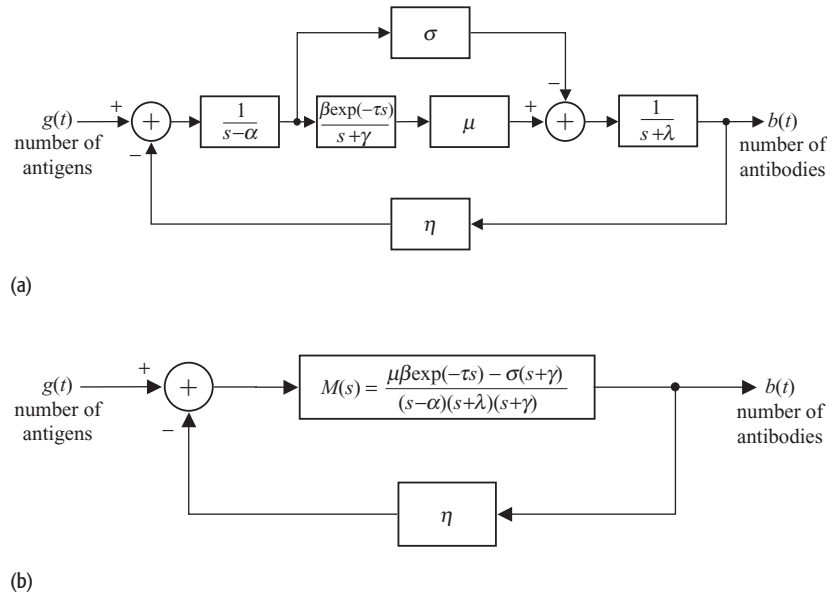 σ
−
g(t)
number of
antigens
+
+
−
1/(s−α)
βexp(−τs)/(s+γ)
μ
+
+
1/(s+λ)
b(t)
number of
antibodies
η
(a)
g(t)
number of
antigens
+
+
−
M(s) = (μβexp(−τs) − σ(s+γ))/((s−α)(s+λ)(s+γ))
b(t)
number of
antibodies
η
(b)